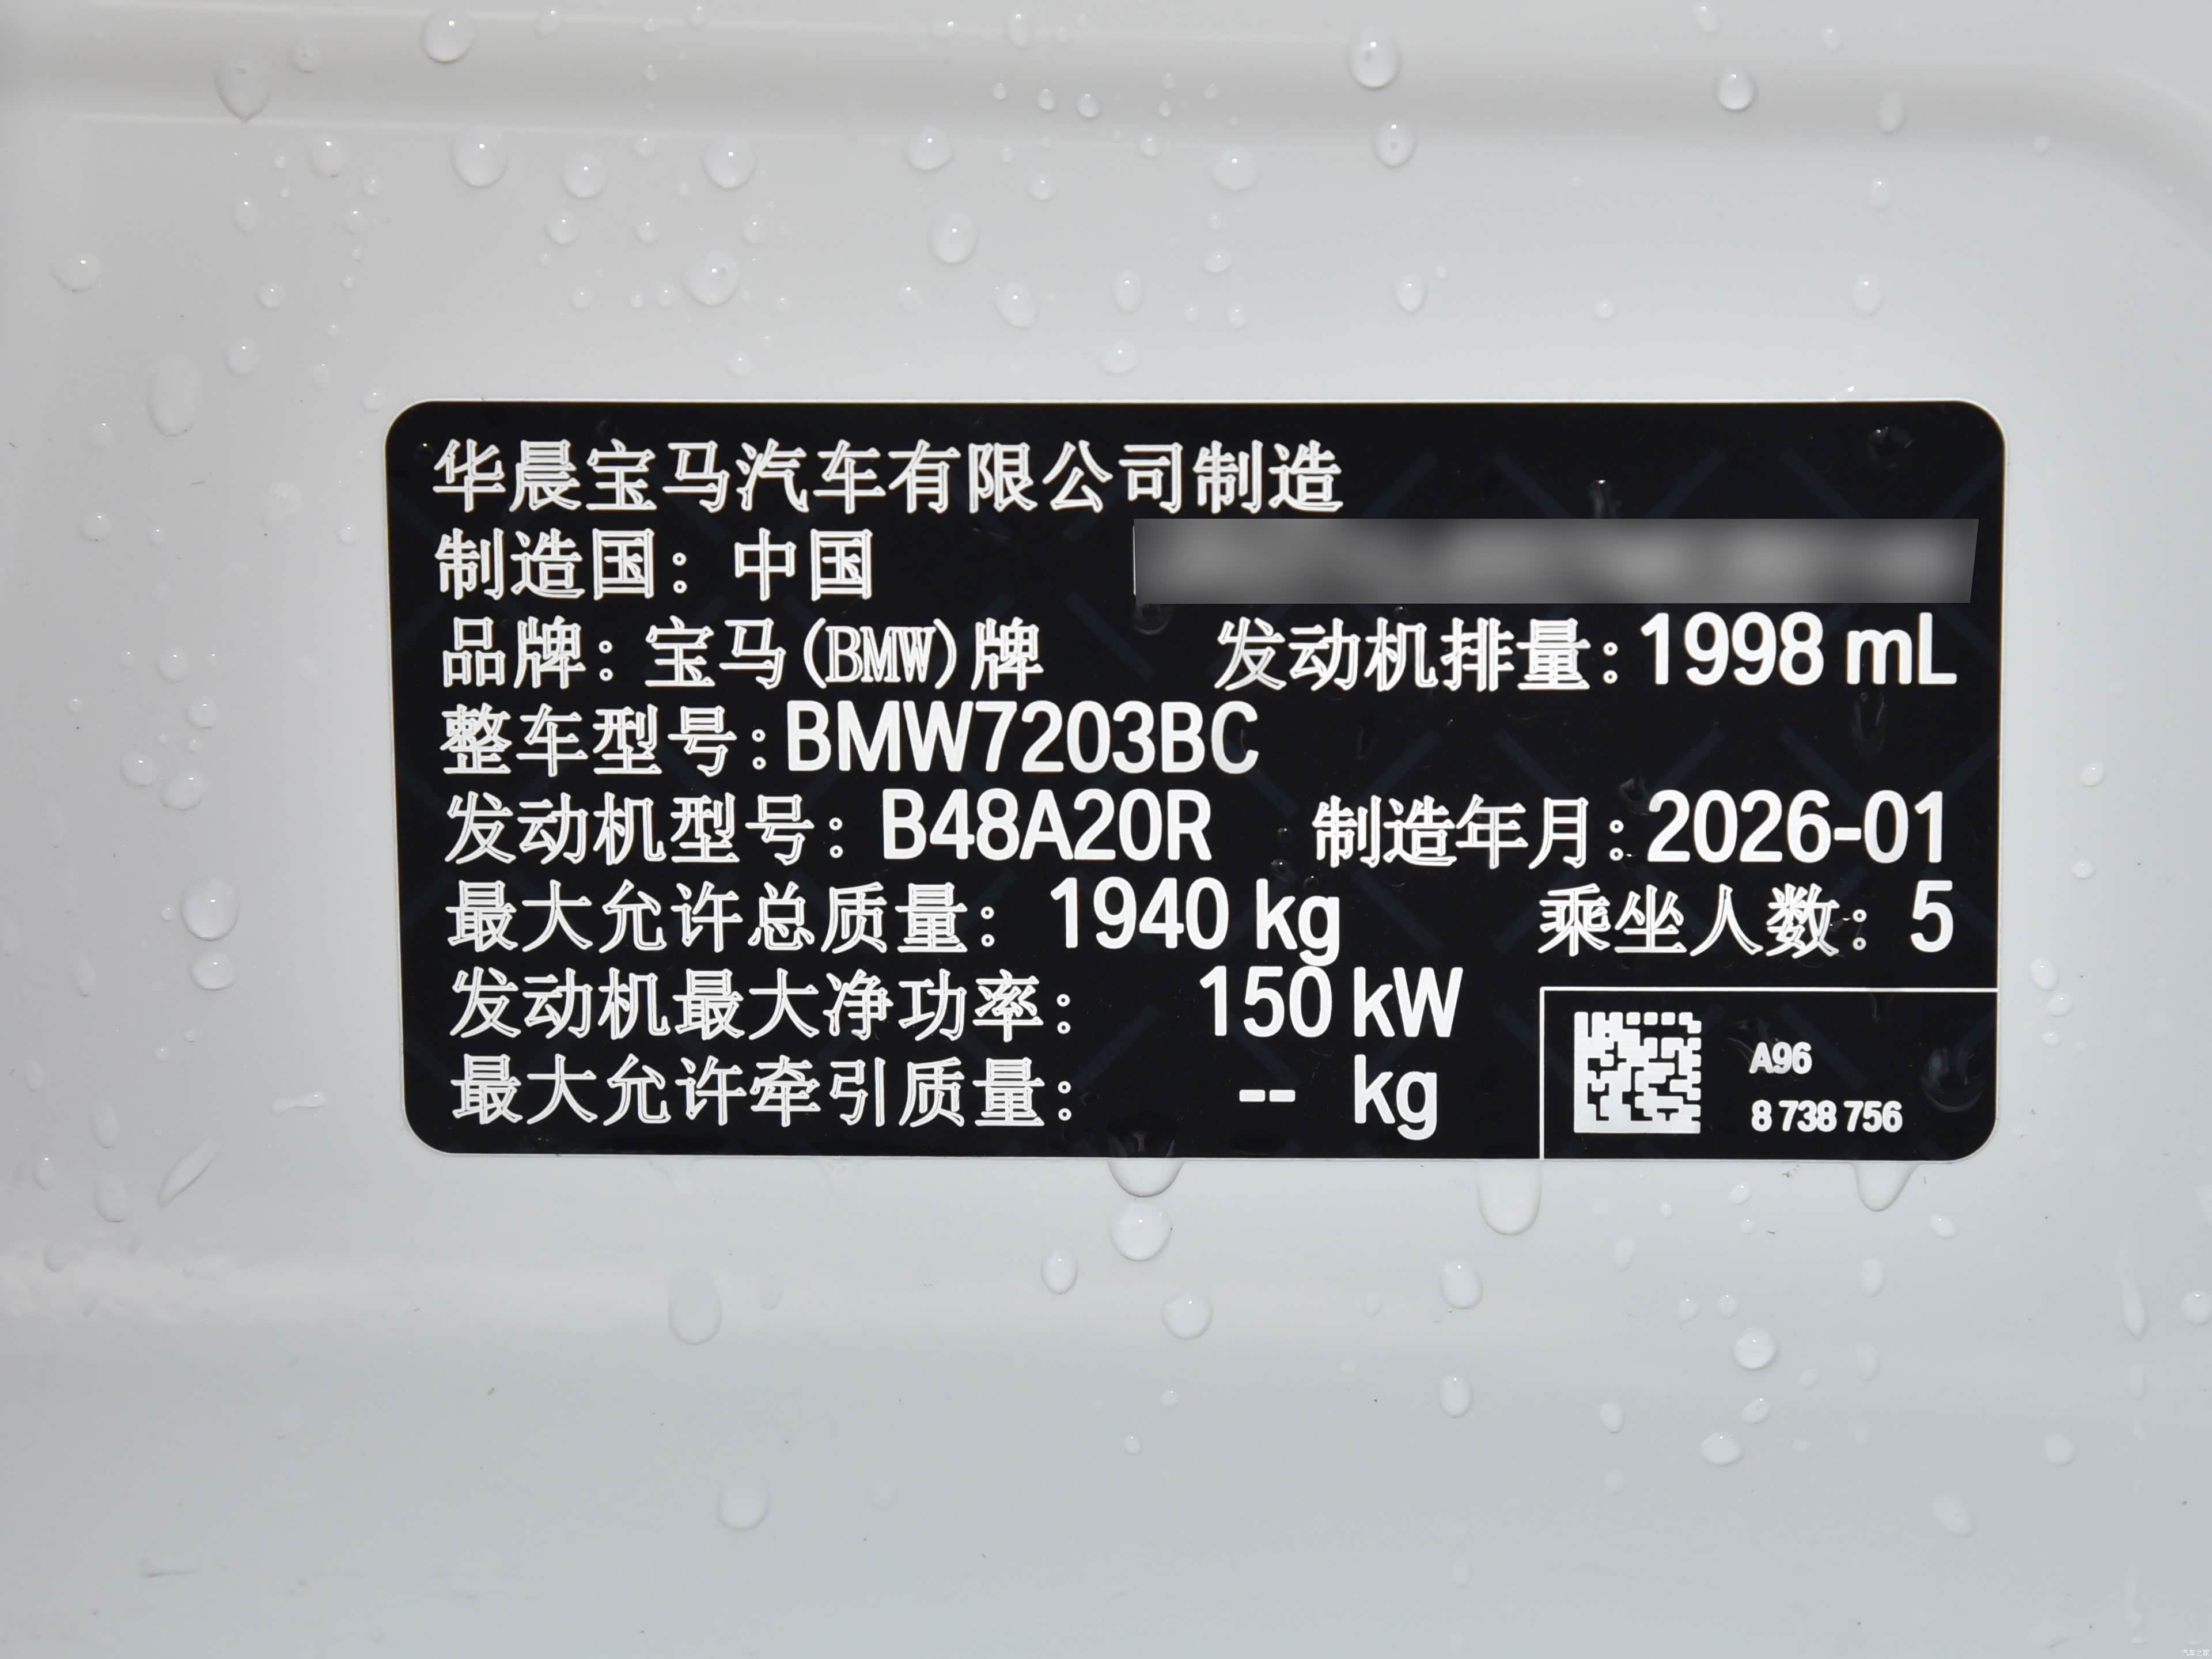 华晨宝马汽车有限公司制造
制造国：中国
品牌：宝马(BMW)牌 发动机排量：1998 mL
整车型号：BMW7203BC
发动机型号：B48A20R 制造年月：2026-01
最大允许总质量：1940 kg 乘坐人数：5
发动机最大净功率：150 kW
最大允许牵引质量：-- kg
A96
8 738 756
汽车之家